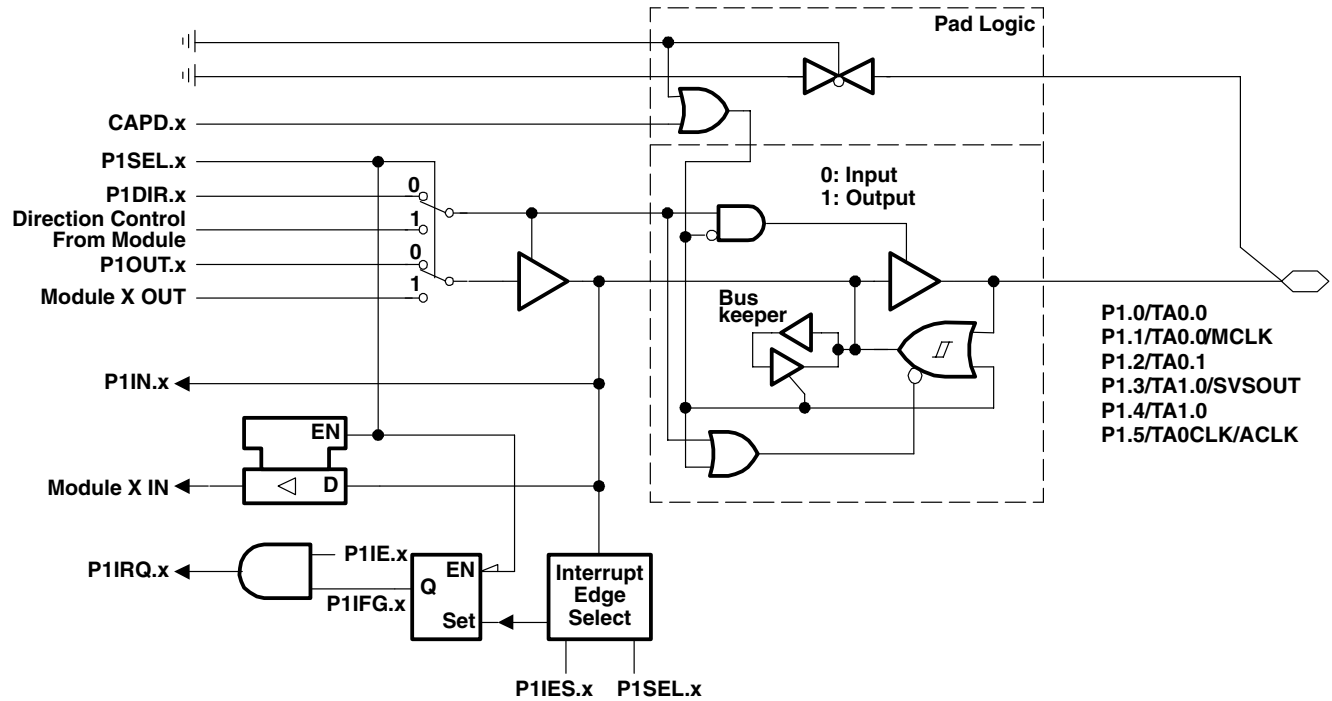 Pad Logic
CAPD.x
P1SEL.x
P1DIR.x
0
Direction Control
From Module
1
P1OUT.x
0
Module X OUT
1
0: Input
1: Output
Bus
keeper
P1.0/TA0.0
P1.1/TA0.0/MCLK
P1.2/TA0.1
P1.3/TA1.0/SVSOUT
P1.4/TA1.0
P1.5/TA0CLK/ACLK
P1IN.x
EN
Module X IN
D
P1IRQ.x
P1IE.x
P1IFG.x
EN
Q
Set
Interrupt
Edge
Select
P1IES.x
P1SEL.x